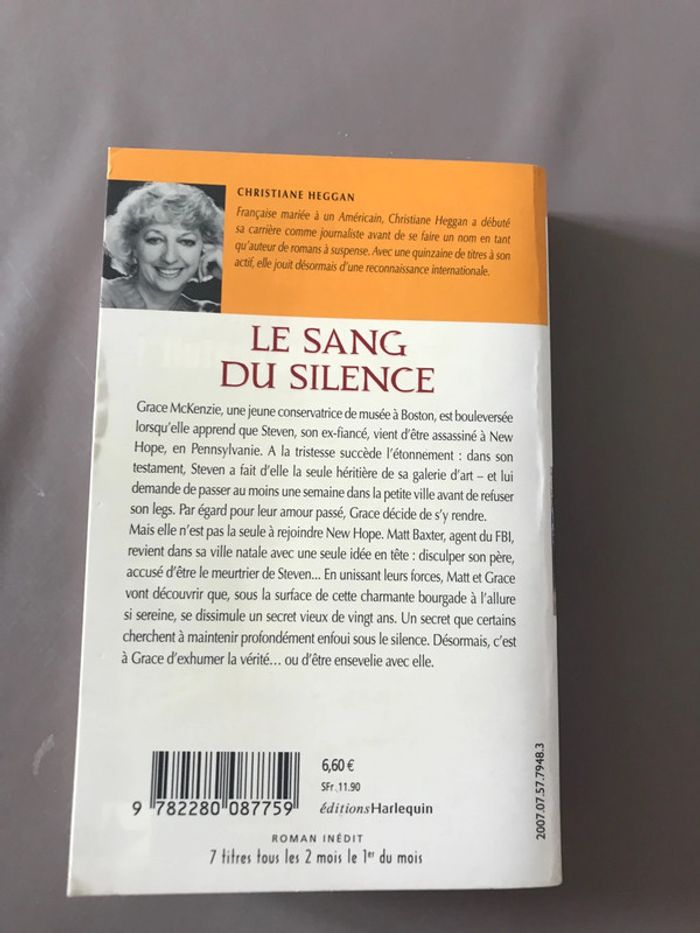 CHRISTIANE HEGGAN
Française mariée à un Américain, Christiane Heggan a débuté
sa carrière comme journaliste avant de se faire un nom en tant
qu'auteur de romans à suspense. Avec une quinzaine de titres à son
actif, elle jouit désormais d'une reconnaissance internationale.
LE SANG
DU SILENCE
Grace McKenzie, une jeune conservatrice de musée à Boston, est bouleversée
lorsqu'elle apprend que Steven, son ex-fiancé, vient d'être assassiné à New
Hope, en Pennsylvanie. A la tristesse succède l'étonnement : dans son
testament, Steven a fait d'elle la seule héritière de sa galerie d'art – et lui
demande de passer au moins une semaine dans la petite ville avant de refuser
son legs. Par égard pour leur amour passé, Grace décide de s'y rendre.
Mais elle n'est pas la seule à rejoindre New Hope. Matt Baxter, agent du FBI,
revient dans sa ville natale avec une seule idée en tête : disculper son père,
accusé d'être le meurtrier de Steven... En unissant leurs forces, Matt et Grace
vont découvrir que, sous la surface de cette charmante bourgade à l'allure
si sereine, se dissimule un secret vieux de vingt ans. Un secret que certains
cherchent à maintenir profondément enfoui sous le silence. Désormais, c'est
à Grace d'exhumer la vérité... ou d'être ensevelie avec elle.
6,60 €
SFr. 11.90
éditionsHarlequin
9 782280 087759
2007.07.57.7948.3
ROMAN INÉDIT
7 titres tous les 2 mois le 1er du mois